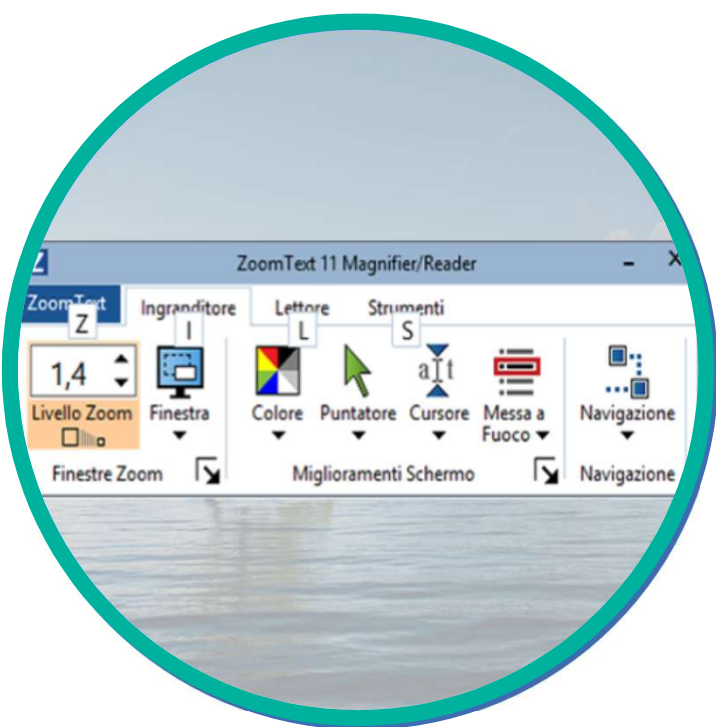 Z ZoomText 11 Magnifier/Reader – X
ZoomText Ingranditore Lettore Strumenti
Z I L S
1,4 aIt
Livello Zoom Finestra Colore Puntatore Cursore Messa a Fuoco Navigazione
Finestre Zoom Miglioramenti Schermo Navigazione